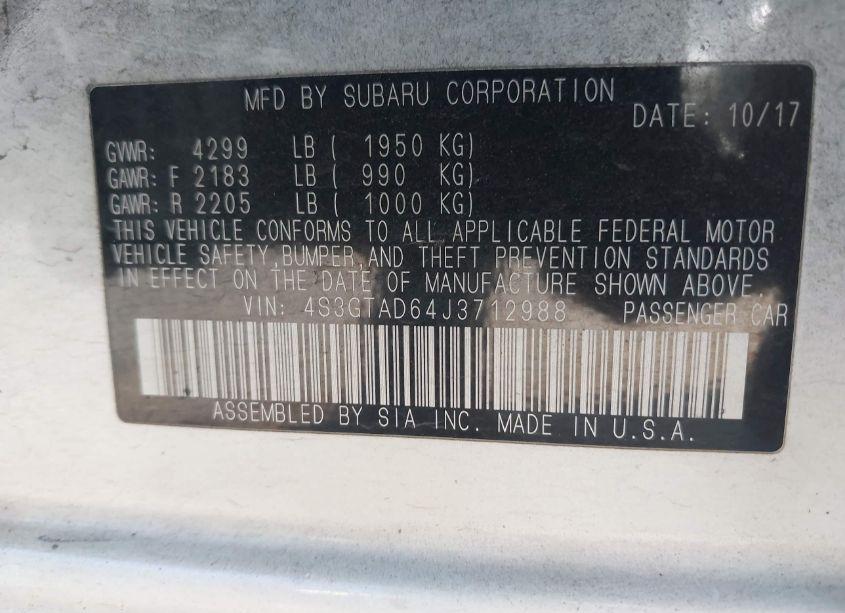 MFD BY SUBARU CORPORATION
DATE: 10/17
GVWR: 4299 LB ( 1950 KG)
GAWR: F 2183 LB ( 990 KG)
GAWR: R 2205 LB ( 1000 KG)
THIS VEHICLE CONFORMS TO ALL APPLICABLE FEDERAL MOTOR
VEHICLE SAFETY BUMPER, AND THEFT PREVENTION STANDARDS
IN EFFECT ON THE DATE OF MANUFACTURE SHOWN ABOVE.
VIN: 4S3GTAD64J3712988 PASSENGER CAR
ASSEMBLED BY SIA INC. MADE IN U.S.A.